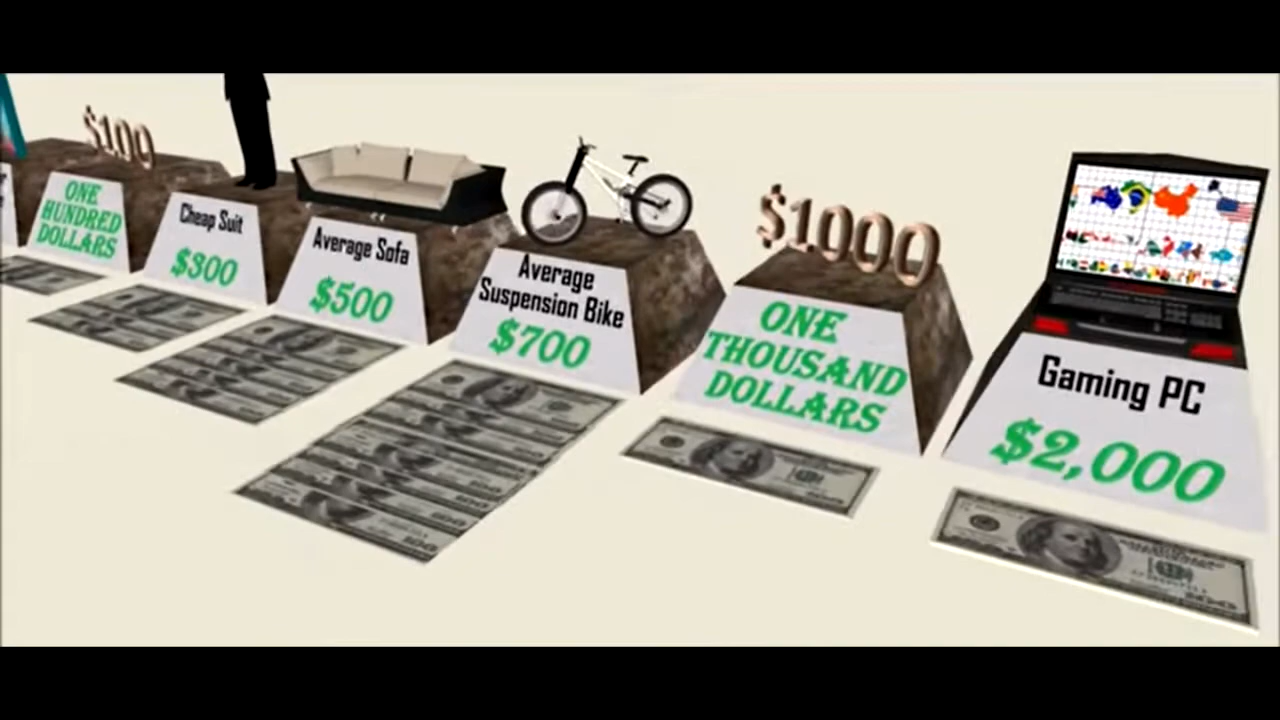 $100
ONE
HUNDRED
DOLLARS
Cheap Suit
$300
Average Sofa
$500
Average
Suspension Bike
$700
$1000
ONE
THOUSAND
DOLLARS
Gaming PC
$2,000